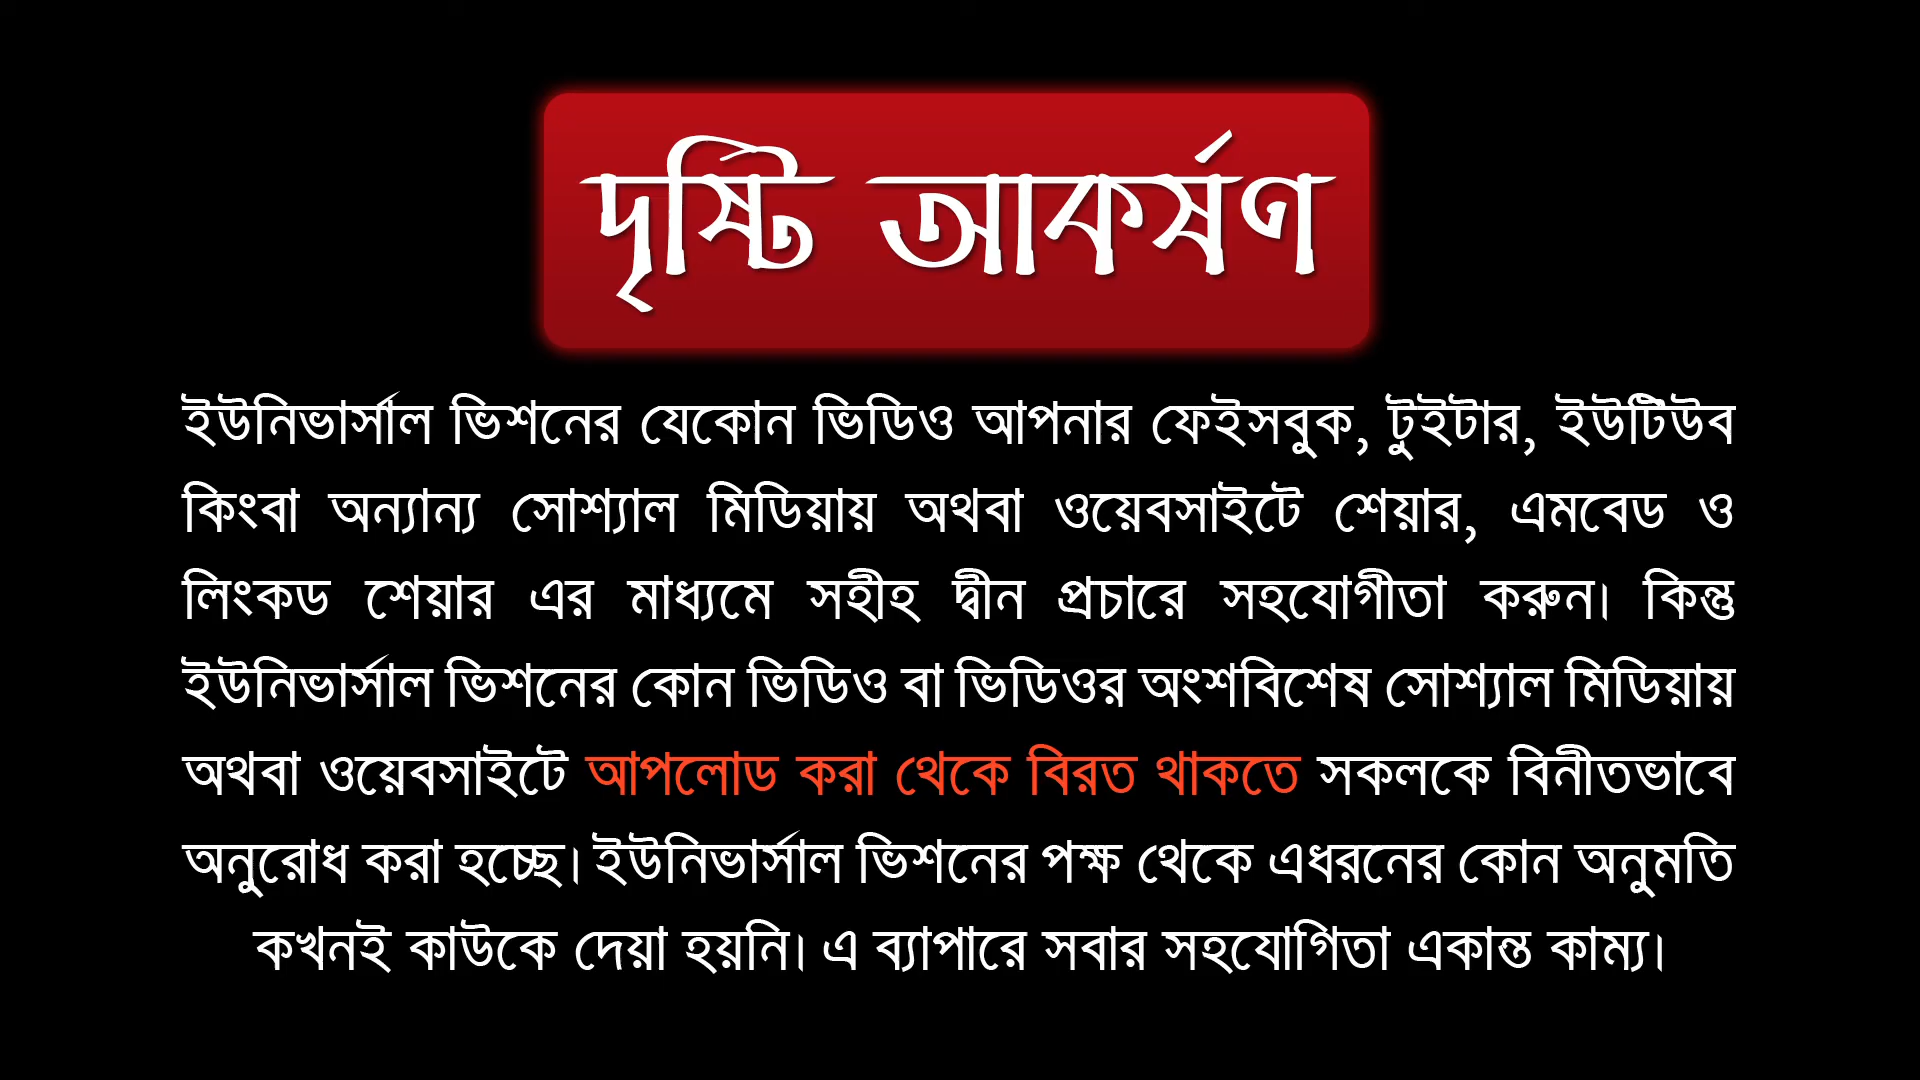 দৃষ্টি আকর্ষণ
ইউনিভার্সাল ভিশনের যেকোন ভিডিও আপনার ফেইসবুক, টুইটার, ইউটিউব
কিংবা অন্যান্য সোশ্যাল মিডিয়ায় অথবা ওয়েবসাইটে শেয়ার, এমবেড ও
লিংকড শেয়ার এর মাধ্যমে সহীহ দ্বীন প্রচারে সহযোগীতা করুন। কিন্তু
ইউনিভার্সাল ভিশনের কোন ভিডিও বা ভিডিওর অংশবিশেষ সোশ্যাল মিডিয়ায়
অথবা ওয়েবসাইটে আপলোড করা থেকে বিরত থাকতে সকলকে বিনীতভাবে
অনুরোধ করা হচ্ছে। ইউনিভার্সাল ভিশনের পক্ষ থেকে এধরনের কোন অনুমতি
কখনই কাউকে দেয়া হয়নি। এ ব্যাপারে সবার সহযোগিতা একান্ত কাম্য।